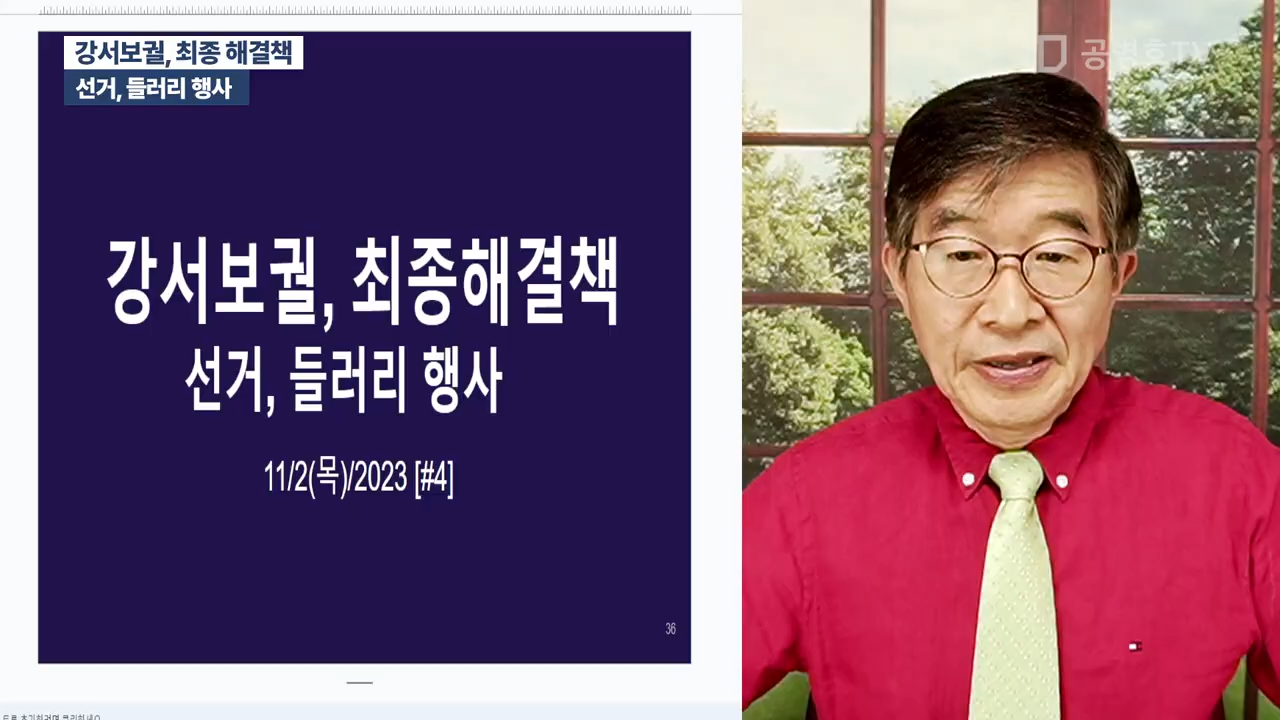 강서보궐, 최종 해결책
선거, 들러리 행사
공병호TV
강서보궐, 최종해결책
선거, 들러리 행사
11/2(목)/2023 [#4]
36